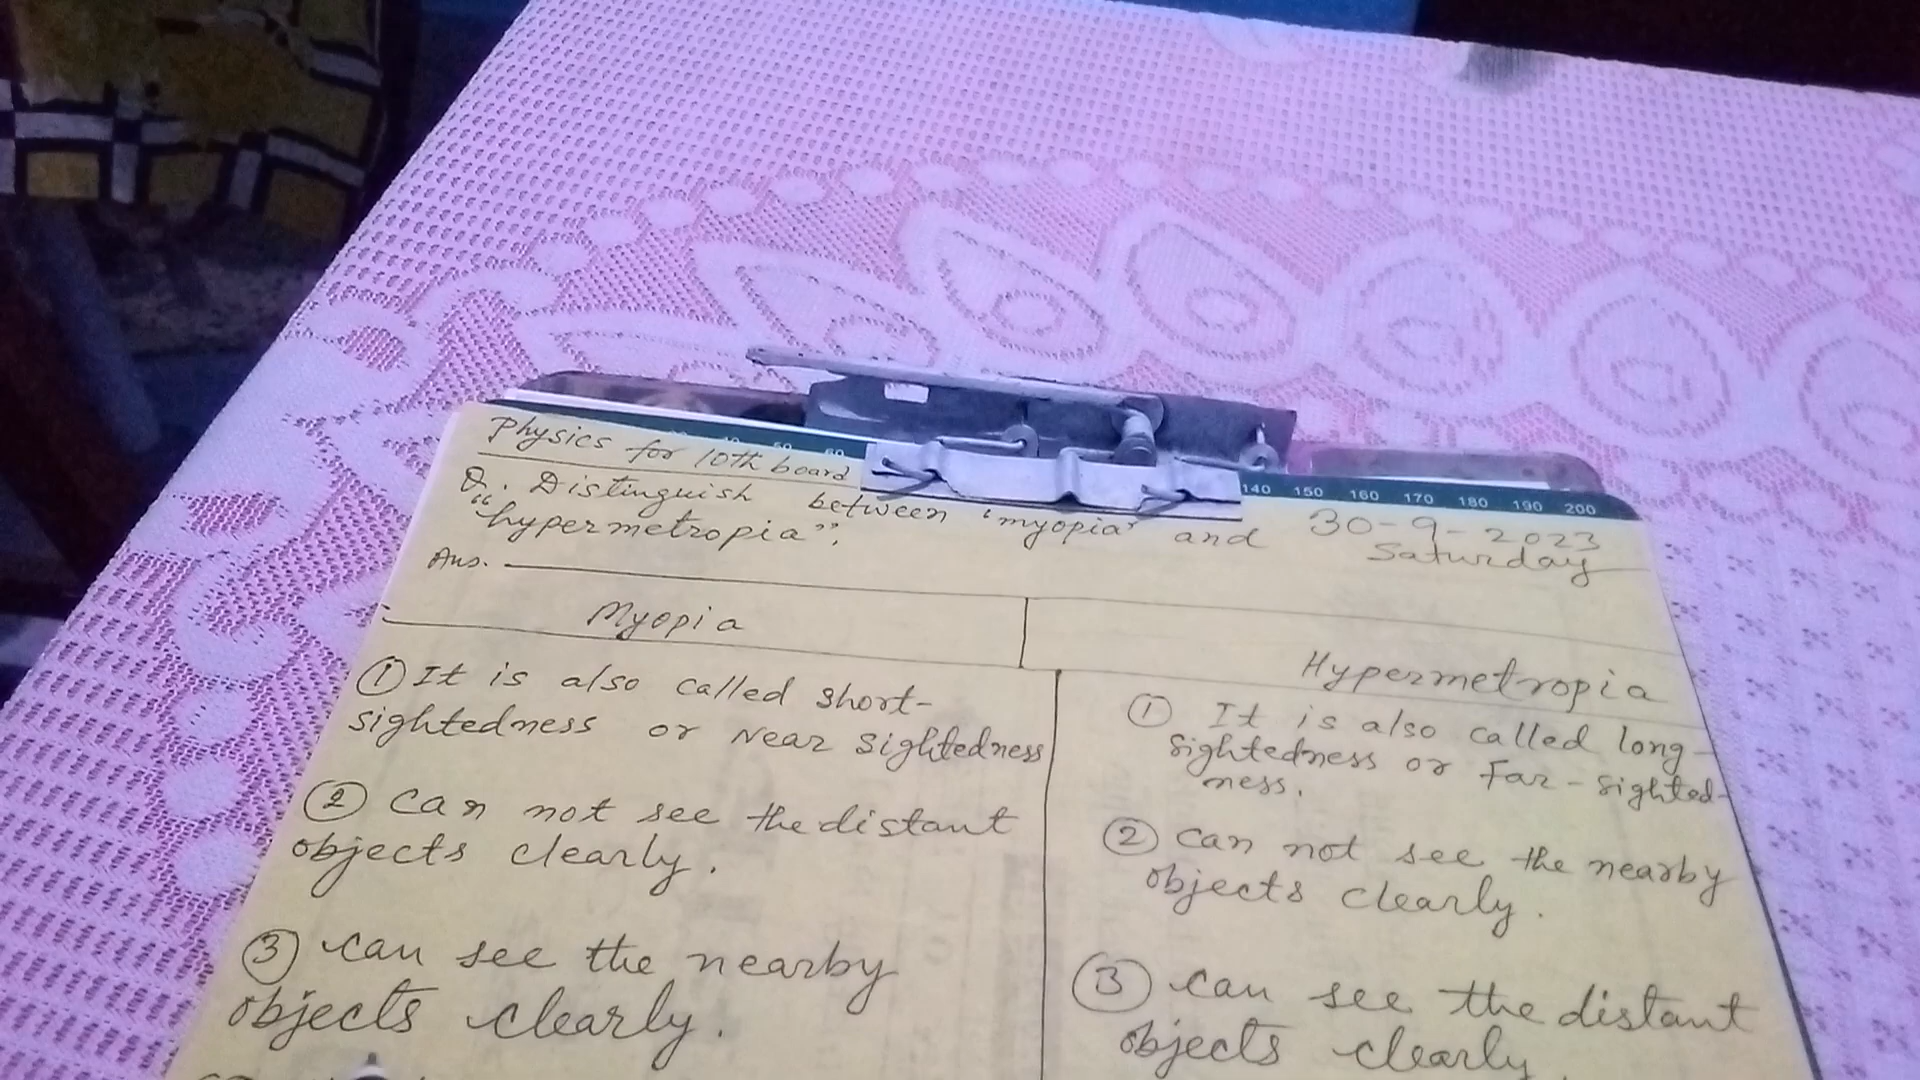 Physics for 10th board
30-9-2023
Saturday
Q. Distinguish between 'myopia' and
"hypermetropia".
Ans.
Myopia
① It is also called short-
sightedness or Near sightedness
② can not see the distant
objects clearly.
③ can see the nearby
objects clearly.
Hypermetropia
① It is also called long-
sightedness or Far-sighted-
ness.
② can not see the nearby
objects clearly.
③ can see the distant
objects clearly.
140 150 160 170 180 190 200